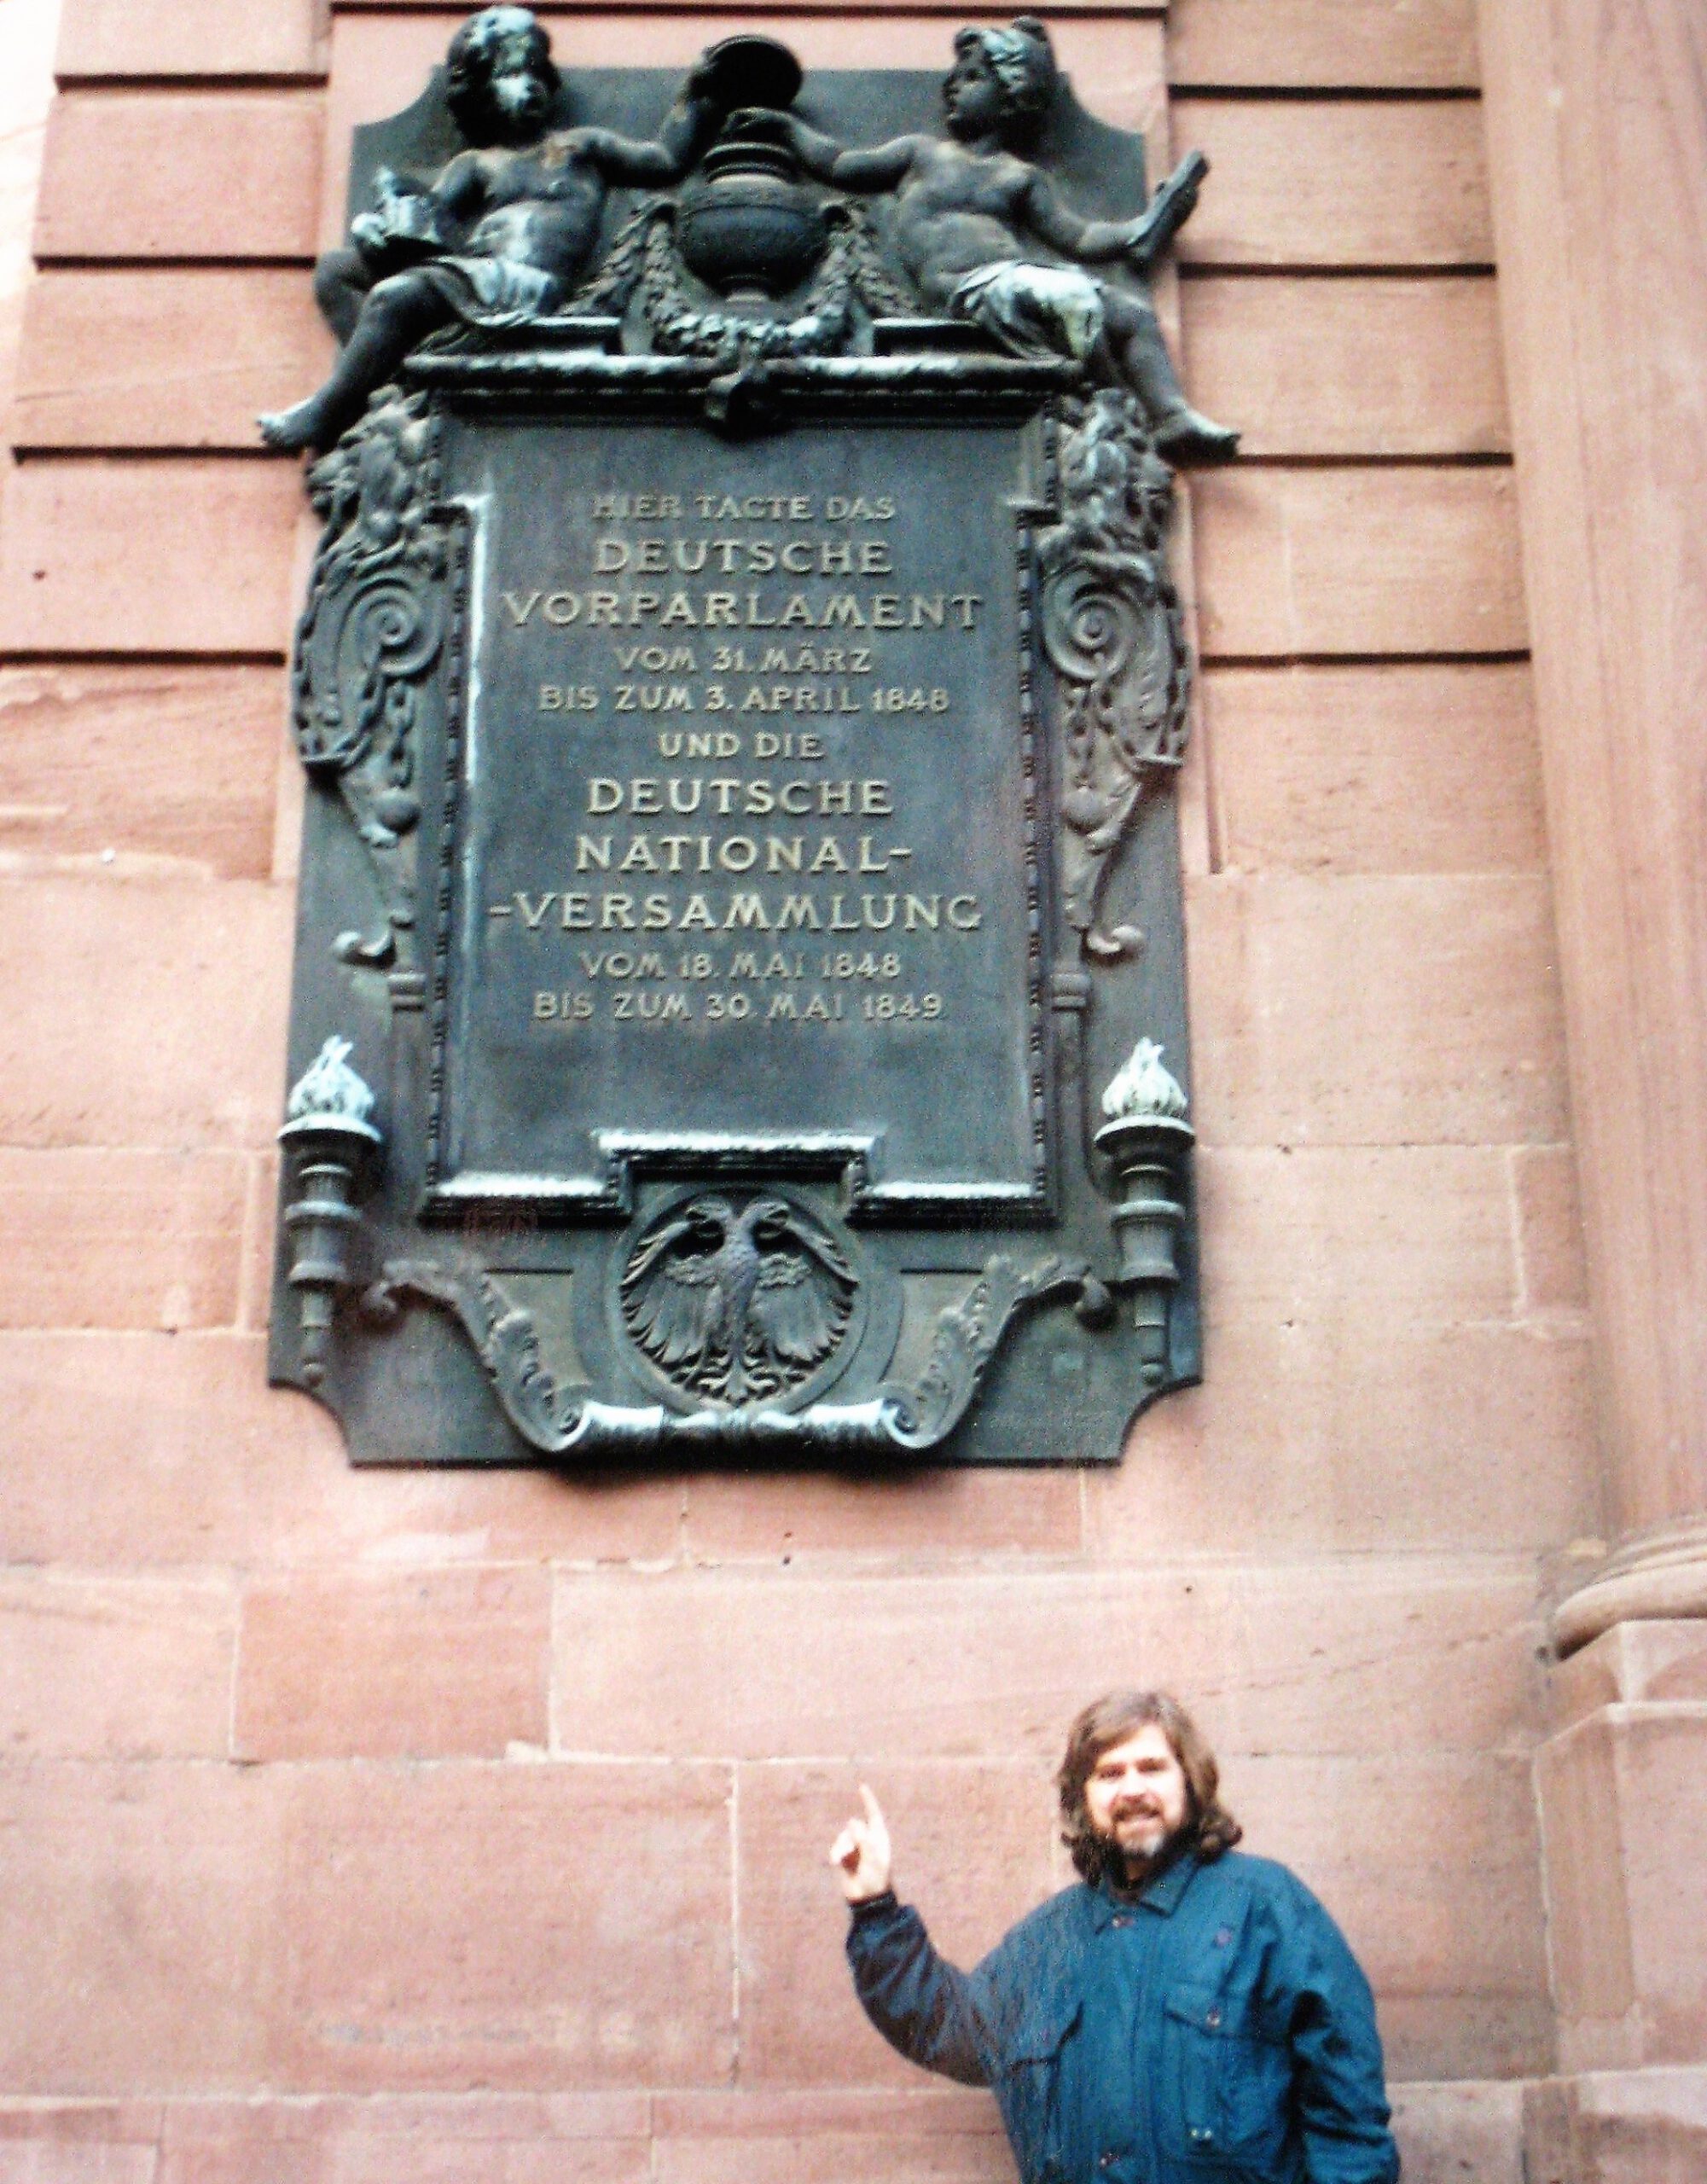 HIER TAGTE DAS
DEUTSCHE
VORPARLAMENT
VOM 31. MÄRZ
BIS ZUM 3. APRIL 1848
UND DIE
DEUTSCHE
NATIONAL-
-VERSAMMLUNG
VOM 18. MAI 1848
BIS ZUM 30. MAI 1849